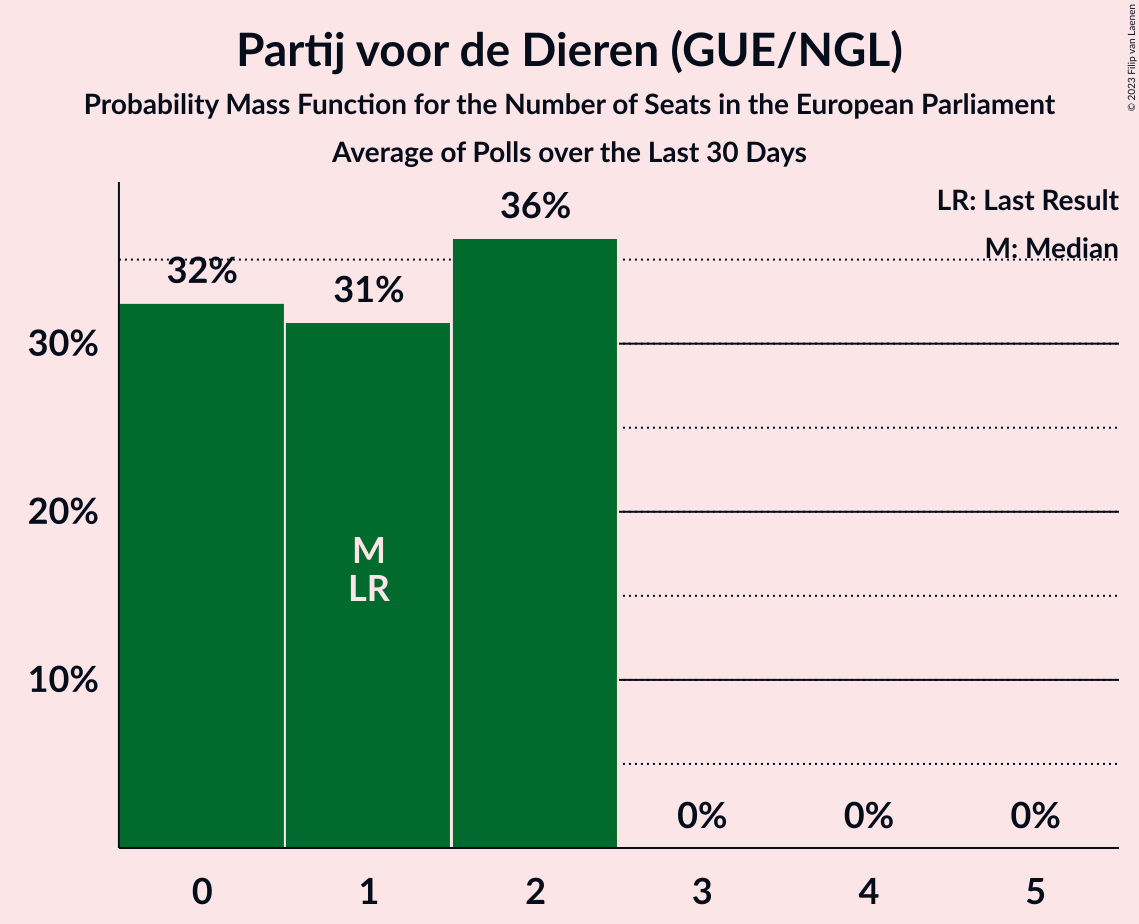 Partij voor de Dieren (GUE/NGL)
Probability Mass Function for the Number of Seats in the European Parliament
Average of Polls over the Last 30 Days
© 2023 Filip van Laenen
LR: Last Result
M: Median
36%
32%
31%
30%
20%
10%
M
LR
0%
0%
0%
0
1
2
3
4
5